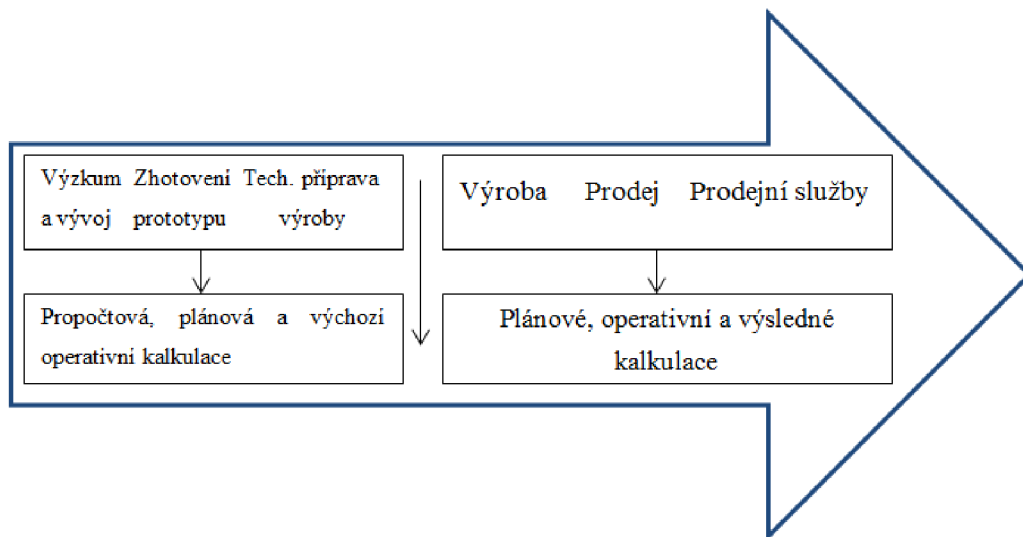 Výzkum Zhotovení Tech. příprava
a vývoj prototypu výroby
Výroba Prodej Prodejní služby
Propočtová, plánová a výchozí
operativní kalkulace
Plánové, operativní a výsledné
kalkulace